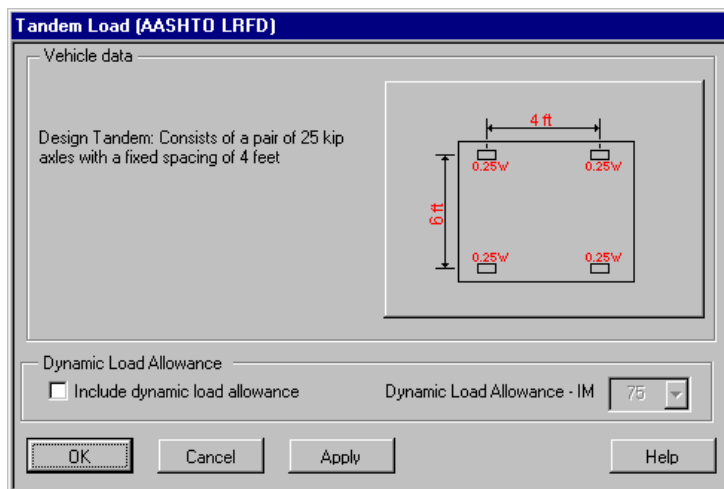 Tandem Load (AASHTO LRFD)
Vehicle data
Design Tandem: Consists of a pair of 25 kip
axles with a fixed spacing of 4 feet
4 ft
0.25W 0.25W
6 ft
0.25W 0.25W
Dynamic Load Allowance
Include dynamic load allowance
Dynamic Load Allowance - IM
75
OK Cancel Apply Help